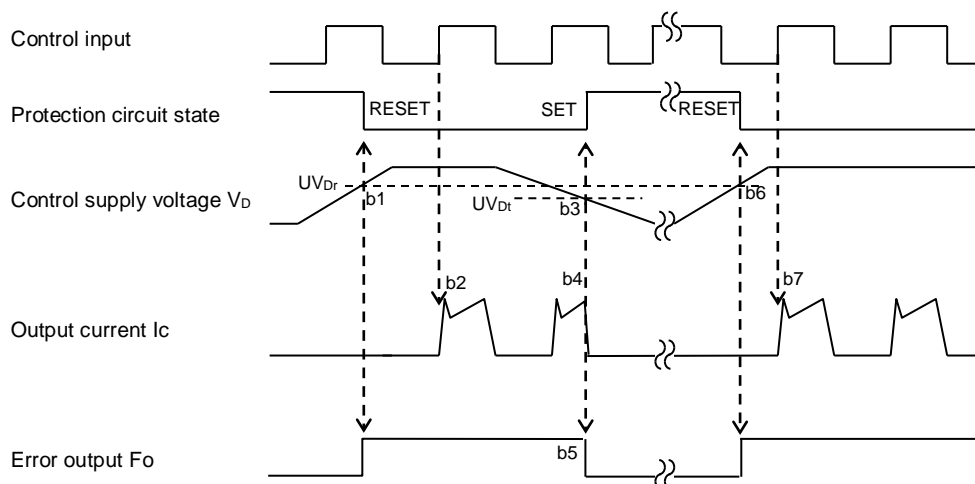 Control input
Protection circuit state
RESET
SET
RESET
Control supply voltage VD
UVDr
b1
UVDt
b3
b6
b2
b4
b7
Output current Ic
b5
Error output Fo